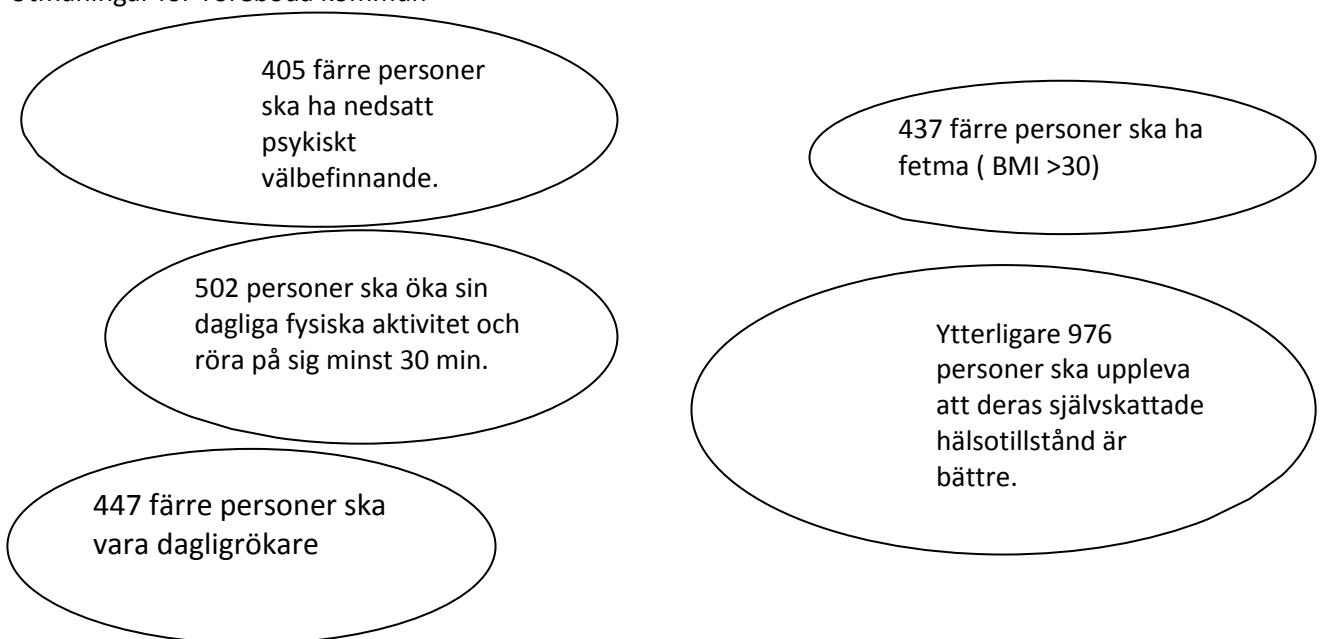 405 färre personer
ska ha nedsatt
psykiskt
välbefinnande.
437 färre personer ska ha
fetma ( BMI >30)
502 personer ska öka sin
dagliga fysiska aktivitet och
röra på sig minst 30 min.
Ytterligare 976
personer ska uppleva
att deras självskattade
hälsotillstånd är
bättre.
447 färre personer ska
vara dagligrökare